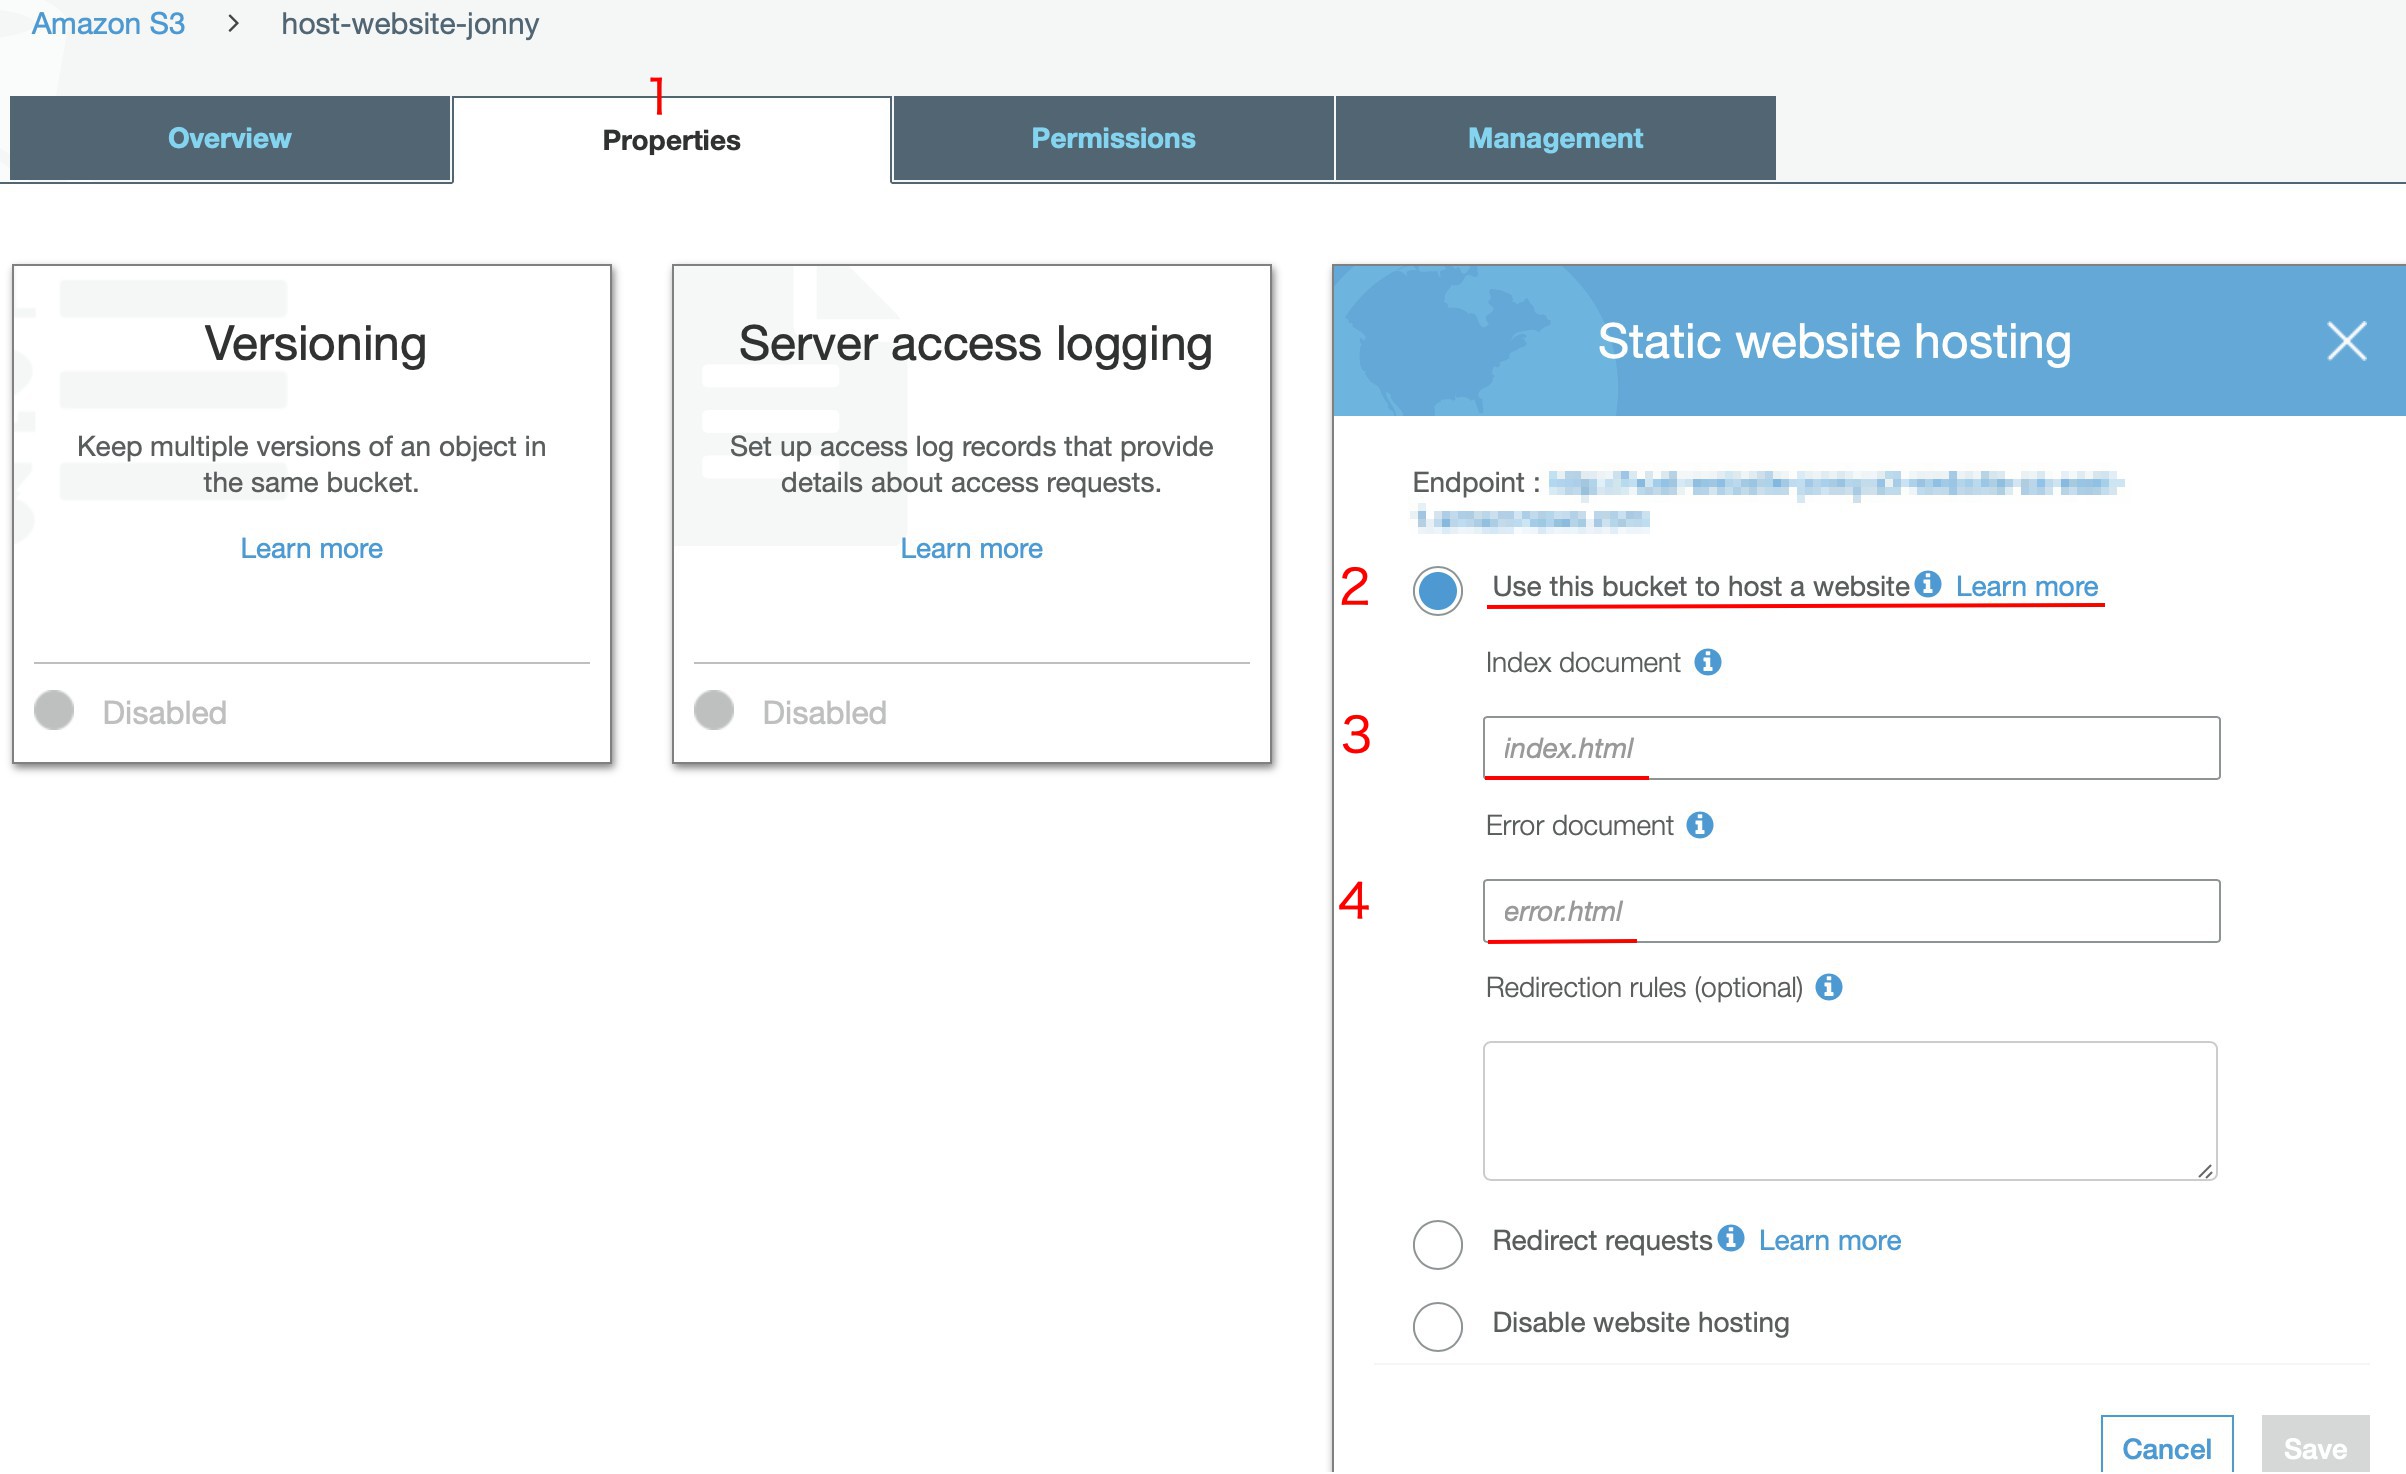 Amazon S3 > host-website-jonny
1
Overview
Properties
Permissions
Management
Versioning
Keep multiple versions of an object in
the same bucket.
Learn more
Disabled
Server access logging
Set up access log records that provide
details about access requests.
Learn more
Disabled
Static website hosting
Endpoint :
2 Use this bucket to host a website Learn more
Index document
3 index.html
Error document
4 error.html
Redirection rules (optional)
Redirect requests Learn more
Disable website hosting
Cancel Save